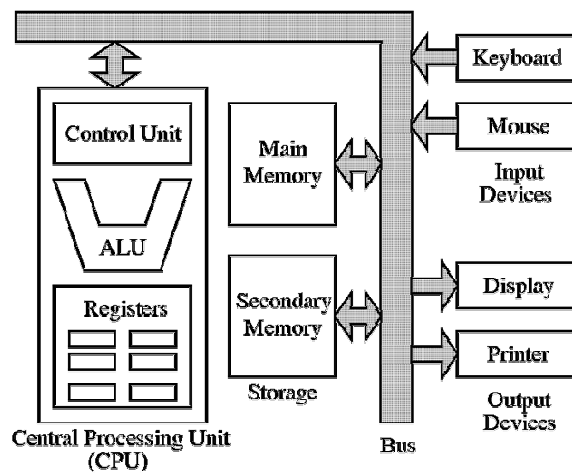 Keyboard
Control Unit
Mouse
Main
Memory
Input
Devices
ALU
Secondary
Memory
Display
Registers
Printer
Storage
Output
Devices
Central Processing Unit
(CPU)
Bus